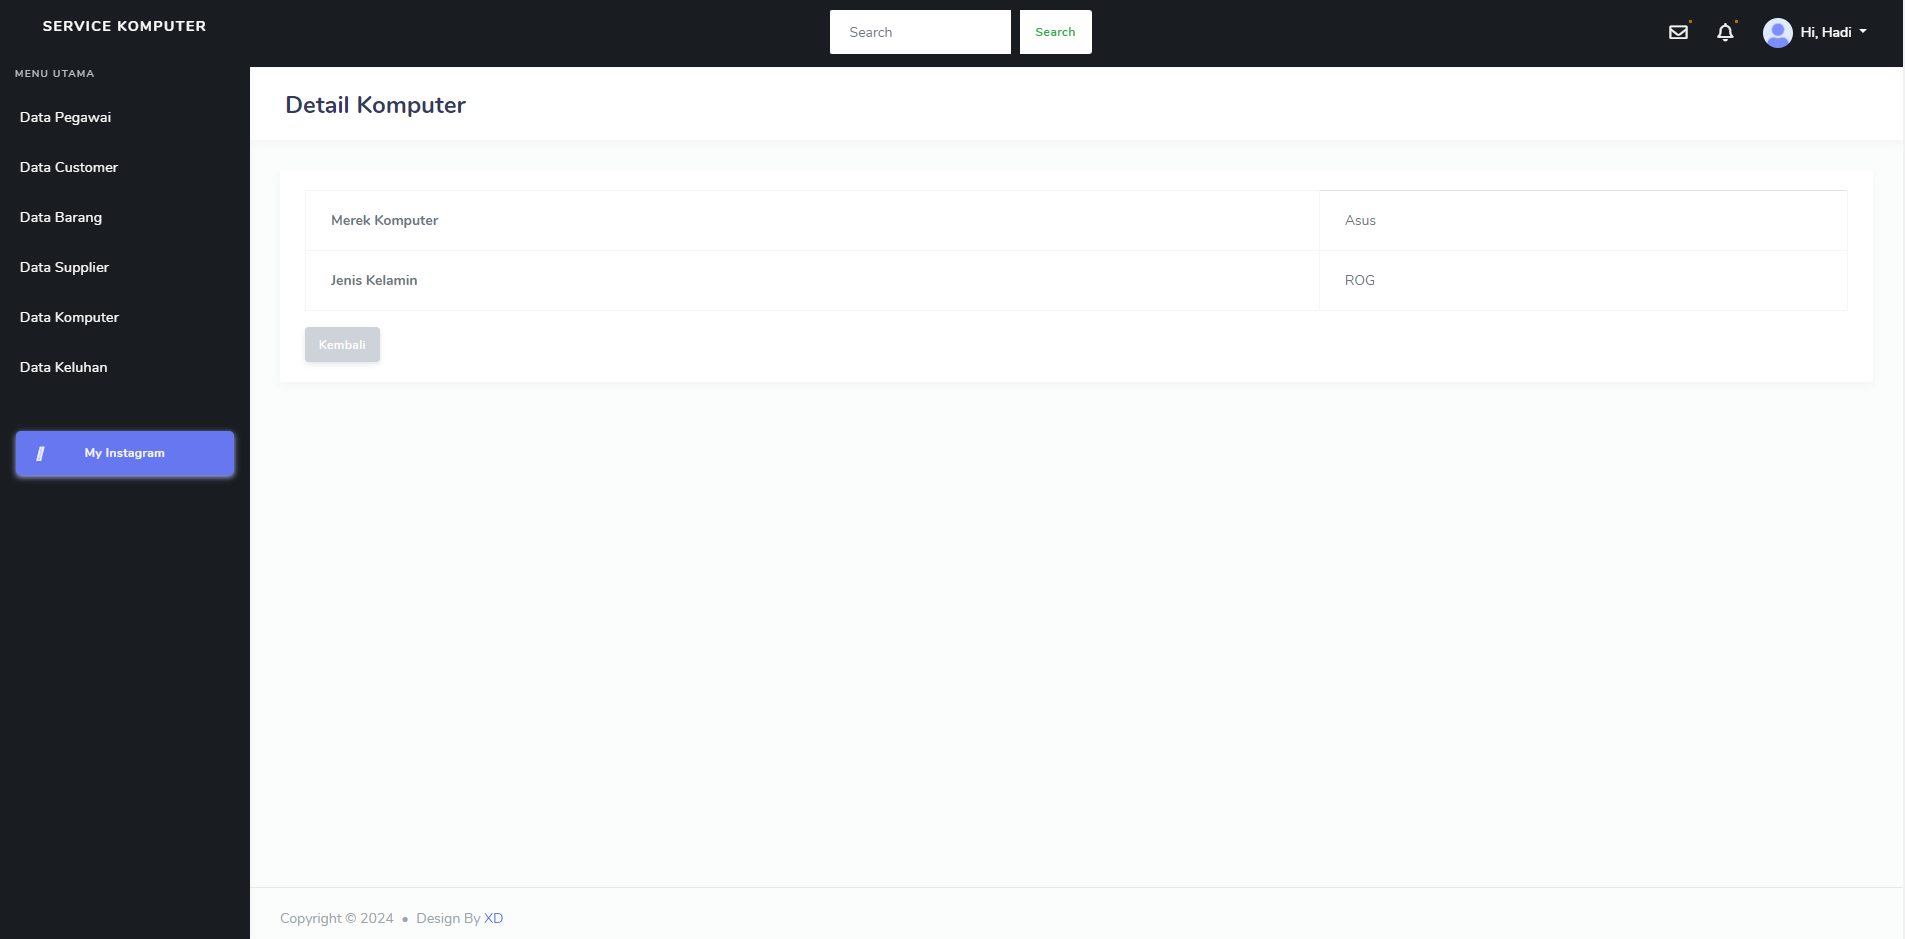 SERVICE KOMPUTER
Search
Search
Hi, Hadi
MENU UTAMA
Data Pegawai
Data Customer
Data Barang
Data Supplier
Data Komputer
Data Keluhan
My Instagram
Detail Komputer
Merek Komputer Asus
Jenis Kelamin ROG
Kembali
Copyright © 2024 • Design By XD